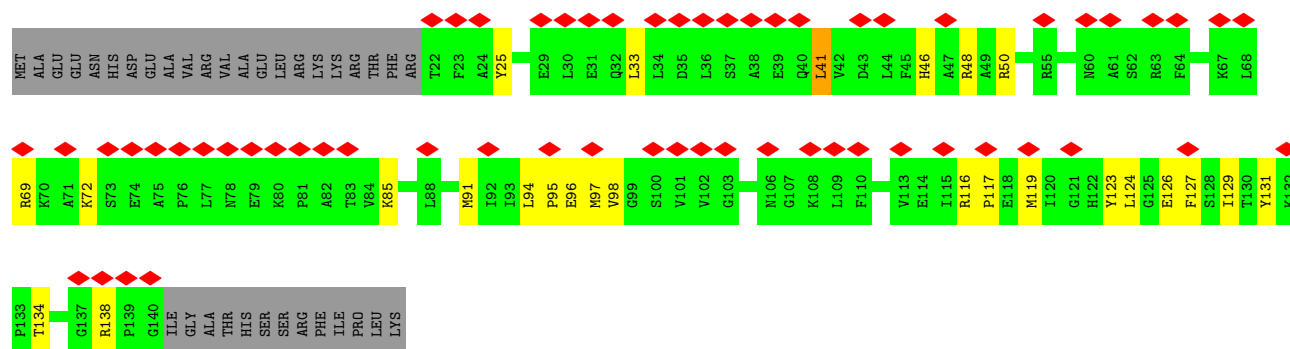 MET ALA GLU GLU ASN HIS ASP GLU ALA VAL ARG VAL ALA GLU LEU ARG LYS LYS ARG THR PHE ARG T22 F23 A24 Y25 E29 L30 E31 Q32 L33 L34 D35 L36 S37 A38 E39 Q40 L41 V42 D43 L44 F45 H46 A47 R48 A49 R50 R55 N60 A61 S62 R63 F64 K67 L68
R69 K70 A71 K72 S73 E74 A75 P76 L77 N78 E79 K80 P81 A82 T83 V84 K85 L88 M91 I92 I93 L94 P95 E96 M97 V98 G99 S100 V101 V102 G103 N106 G107 K108 L109 F110 V113 E114 I115 R116 P117 E118 M119 I120 G121 H122 Y123 L124 G125 E126 F127 S128 I129 T130 Y131 K132
P133 T134 G137 R138 P139 G140 ILE GLY ALA THR HIS SER SER ARG PHE ILE PRO LEU LYS